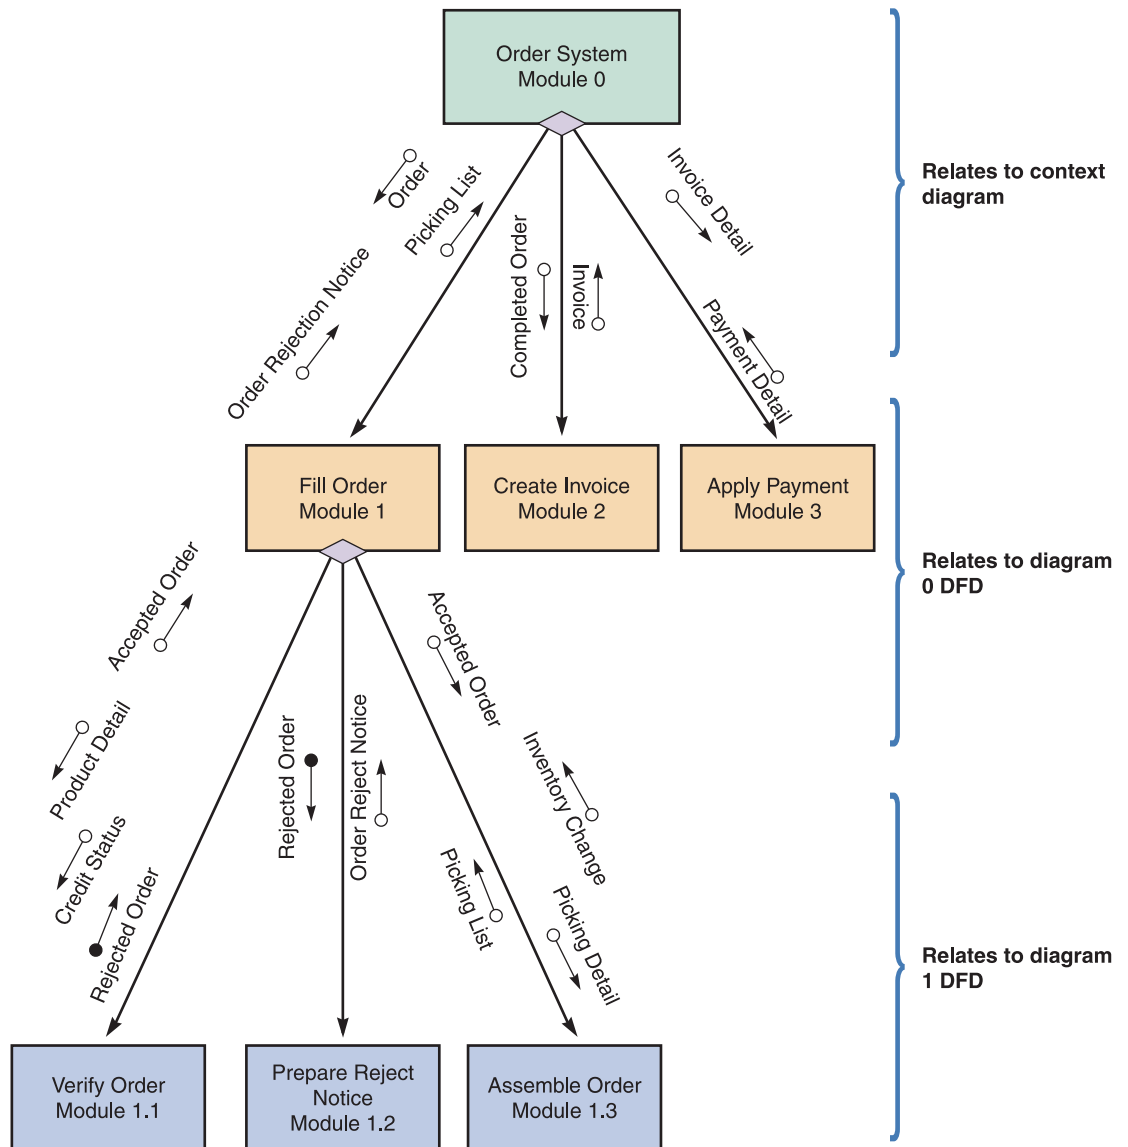 Order System
Module 0
Relates to context
diagram
Order
Picking List
Order Rejection Notice
Completed Order
Invoice
Invoice Detail
Payment Detail
Fill Order
Module 1
Create Invoice
Module 2
Apply Payment
Module 3
Relates to diagram
0 DFD
Accepted Order
Product Detail
Credit Status
Rejected Order
Rejected Order
Order Reject Notice
Accepted Order
Inventory Change
Picking List
Picking Detail
Relates to diagram
1 DFD
Verify Order
Module 1.1
Prepare Reject
Notice
Module 1.2
Assemble Order
Module 1.3